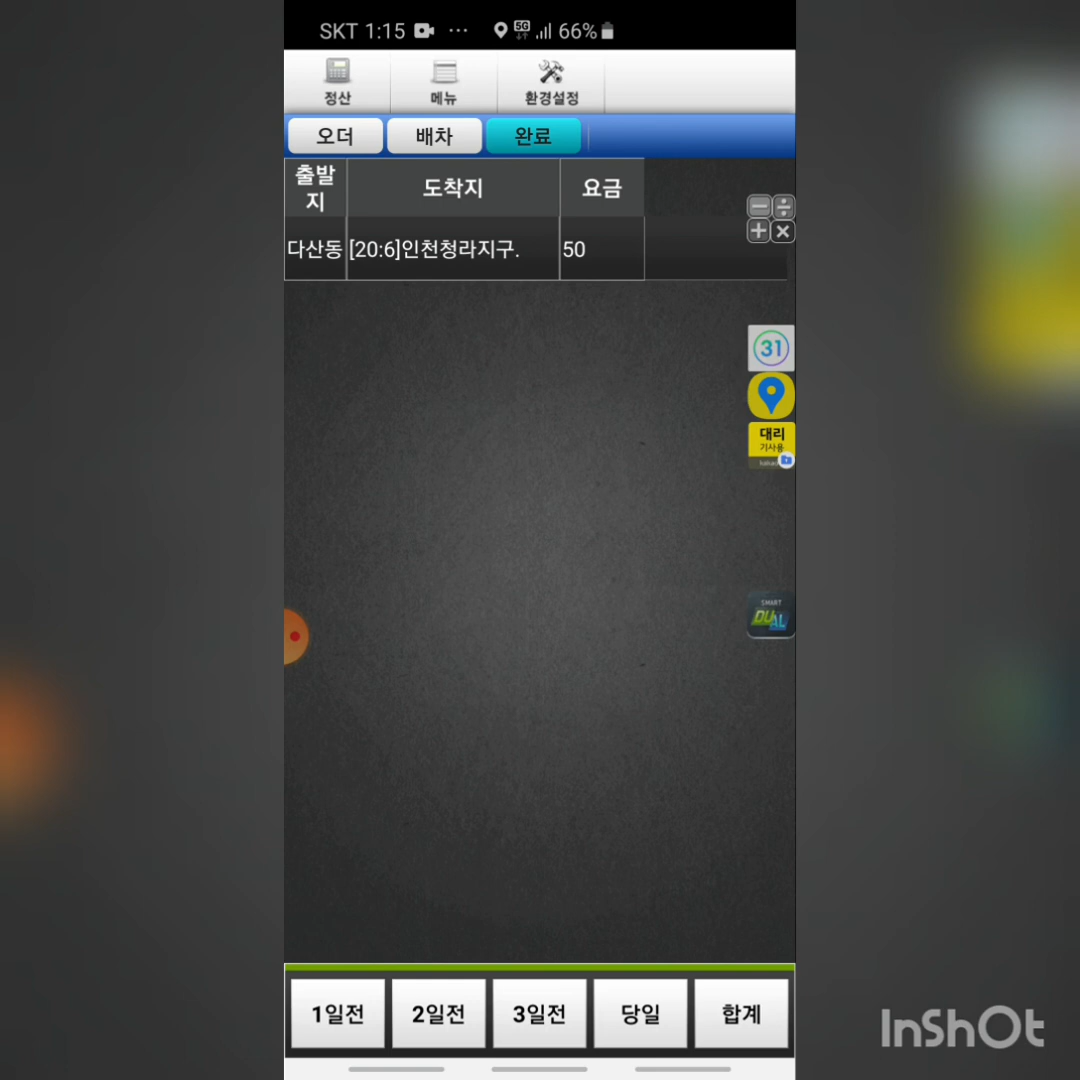 SKT 1:15 ··· 5G 66%
정산 메뉴 환경설정
오더 배차 완료
출발지 도착지 요금
다산동 [20:6]인천청라지구. 50
31
대리
기사용
SMART
DUAL
1일전 2일전 3일전 당일 합계
InShOt